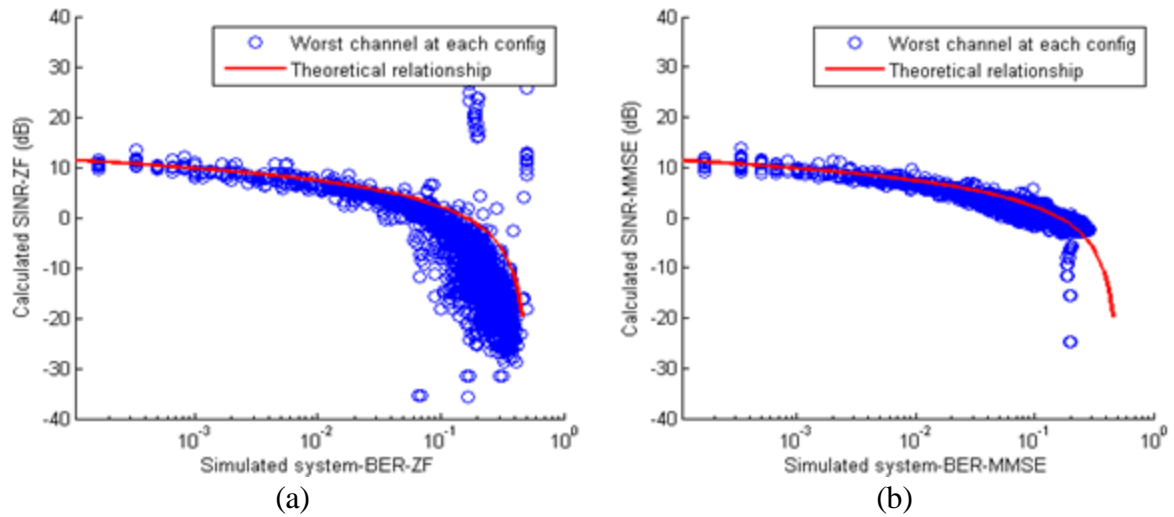 40
30
20
10
0
-10
-20
-30
-40
Calculated SINR-ZF (dB)
Worst channel at each config
Theoretical relationship
10^-3
10^-2
10^-1
10^0
Simulated system-BER-ZF
(a)
40
30
20
10
0
-10
-20
-30
-40
Calculated SINR-MMSE (dB)
Worst channel at each config
Theoretical relationship
10^-3
10^-2
10^-1
10^0
Simulated system-BER-MMSE
(b)